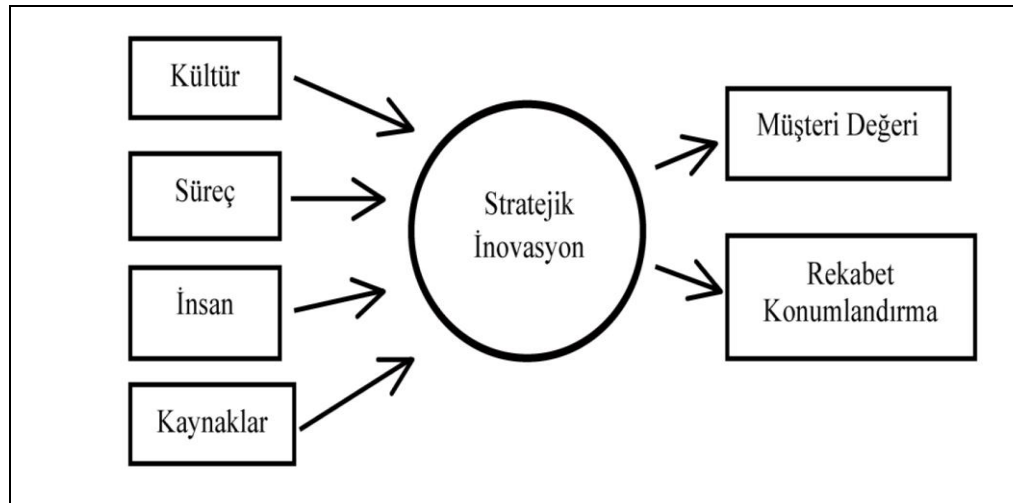 Kültür
Süreç
İnsan
Kaynaklar
Stratejik
İnovasyon
Müşteri Değeri
Rekabet
Konumlandırma